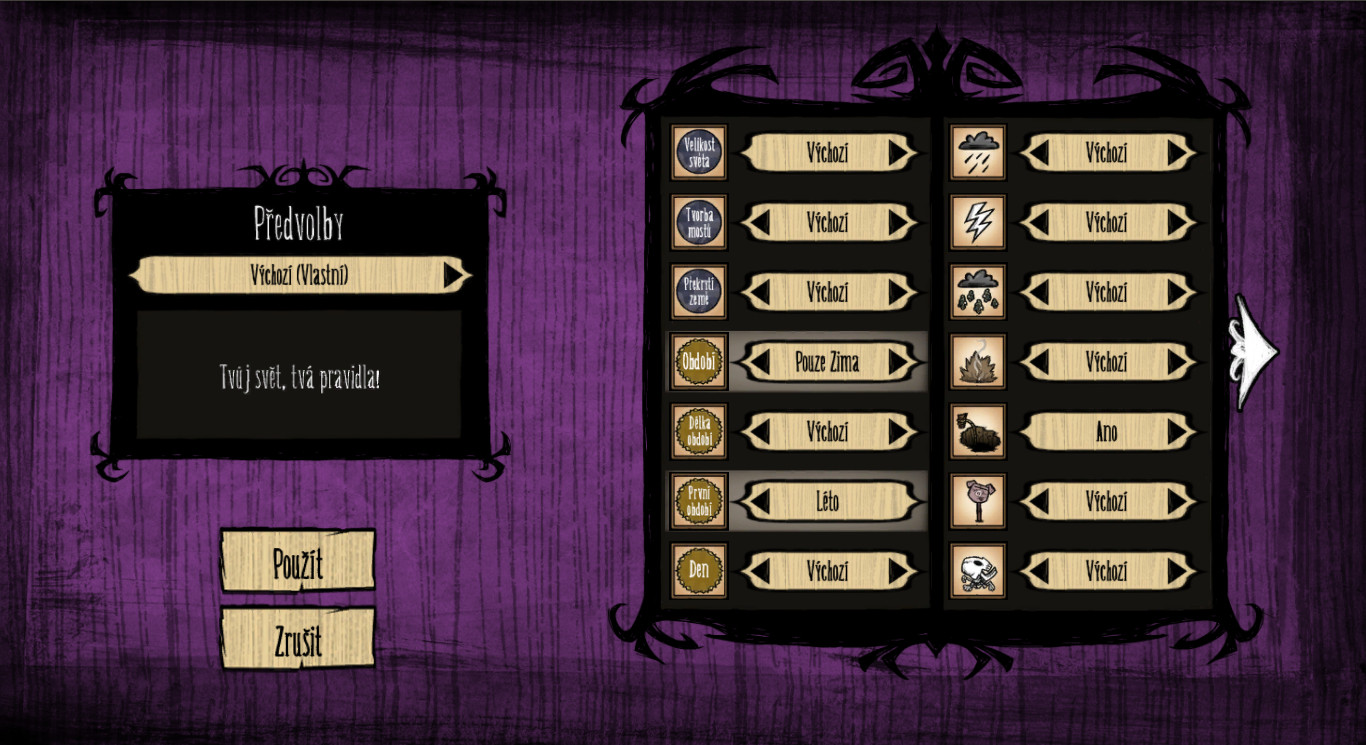 Předvolby
Výchozí (Vlastní)
Tvůj svět, tvá pravidla!
Použít
Zrušit
Velikost
světa
Výchozí
Tvorba
mostů
Výchozí
Překrytí
země
Výchozí
Období
Pouze Zima
Délka
období
Výchozí
První
období
Léto
Den
Výchozí
Výchozí
Výchozí
Výchozí
Výchozí
Ano
Výchozí
Výchozí